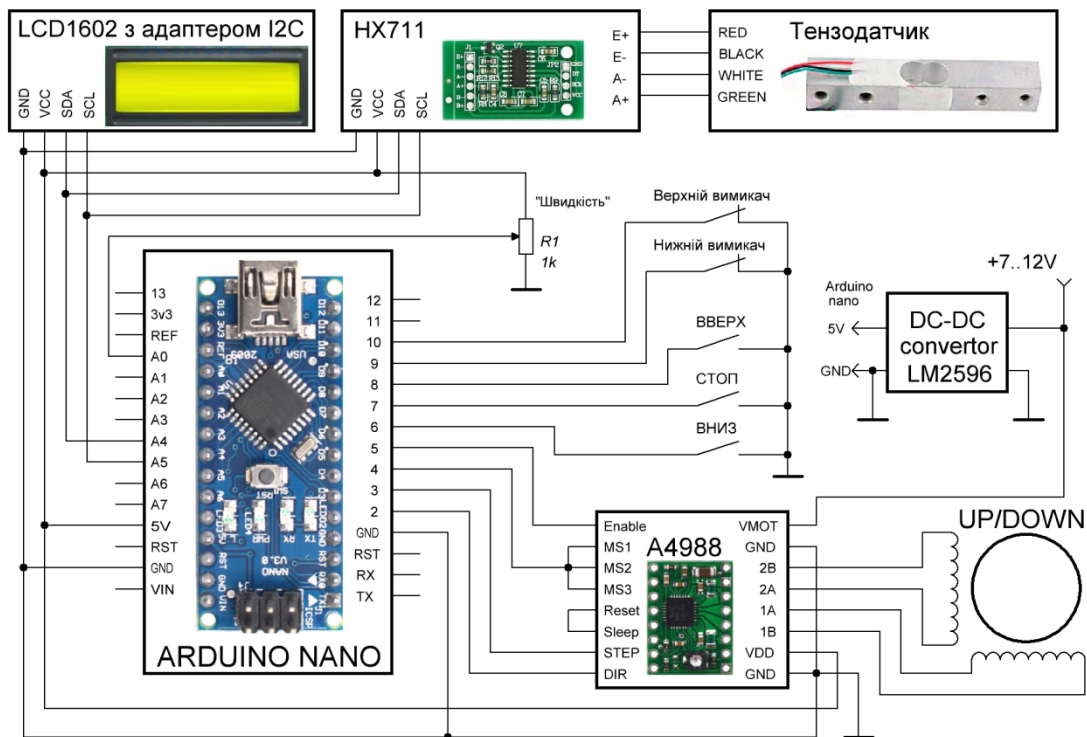 LCD1602 з адаптером I2C
GND
VCC
SDA
SCL
HX711
GND
VCC
SDA
SCL
E+
E-
A-
A+
RED
BLACK
WHITE
GREEN
Тензодатчик
"Швидкість"
R1
1k
Верхній вимикач
Нижній вимикач
ВВЕРХ
СТОП
ВНИЗ
+7..12V
Arduino
nano
5V
GND
DC-DC
convertor
LM2596
13
3v3
REF
A0
A1
A2
A3
A4
A5
A6
A7
5V
RST
GND
VIN
12
11
10
9
8
7
6
5
4
3
2
GND
RST
RX
TX
ARDUINO NANO
Enable
MS1
MS2
MS3
Reset
Sleep
STEP
DIR
A4988
VMOT
GND
2B
2A
1A
1B
VDD
GND
UP/DOWN